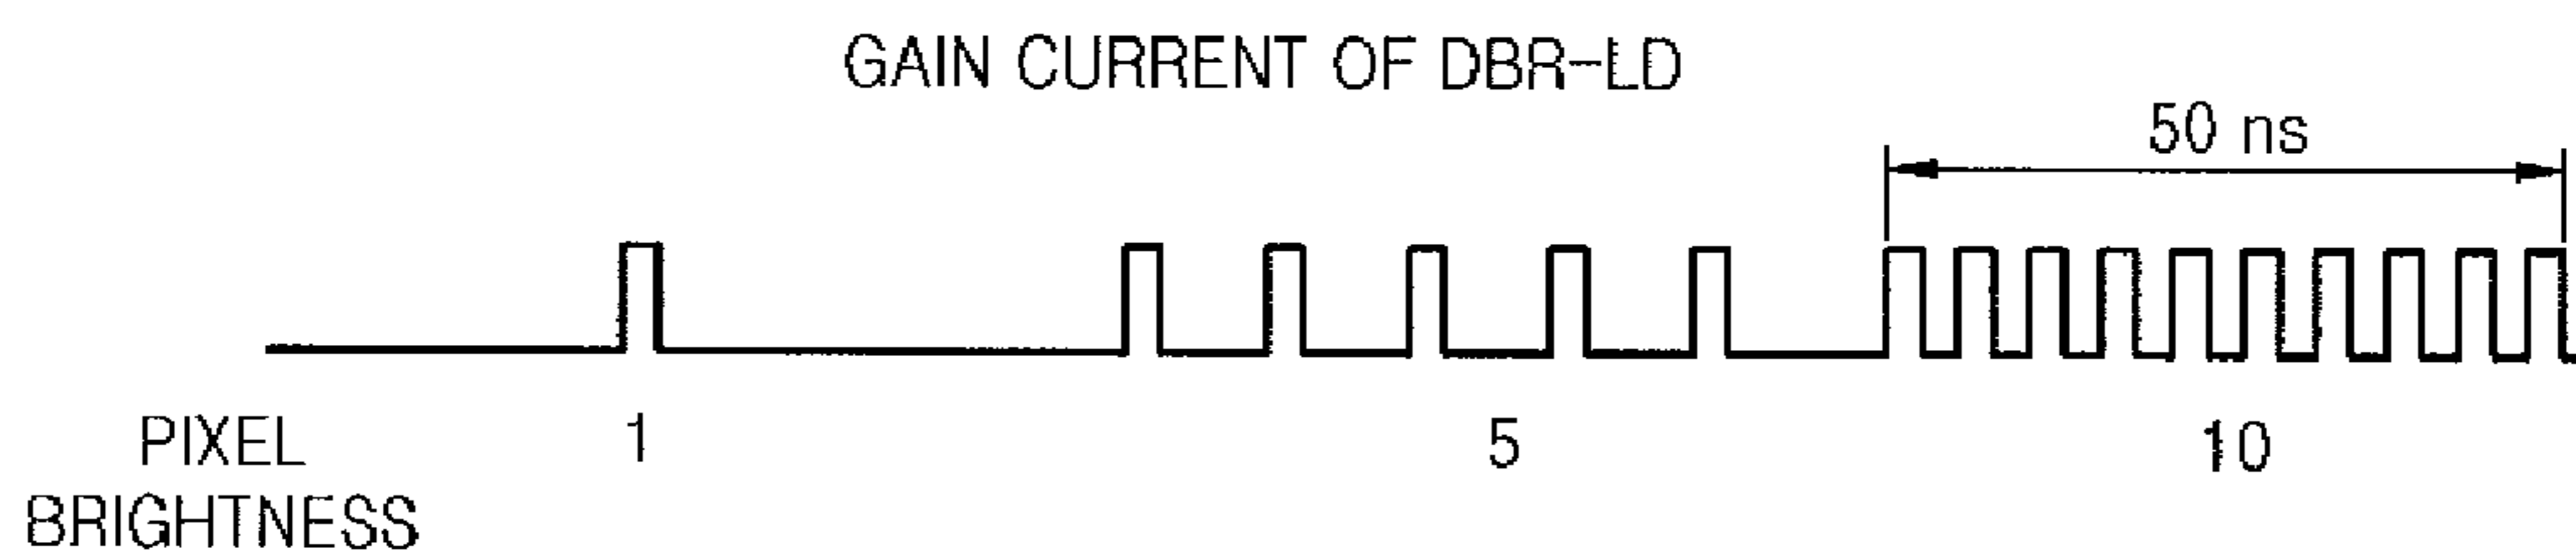 GAIN CURRENT OF DBR-LD
50 ns
1
5
10
PIXEL
BRIGHTNESS